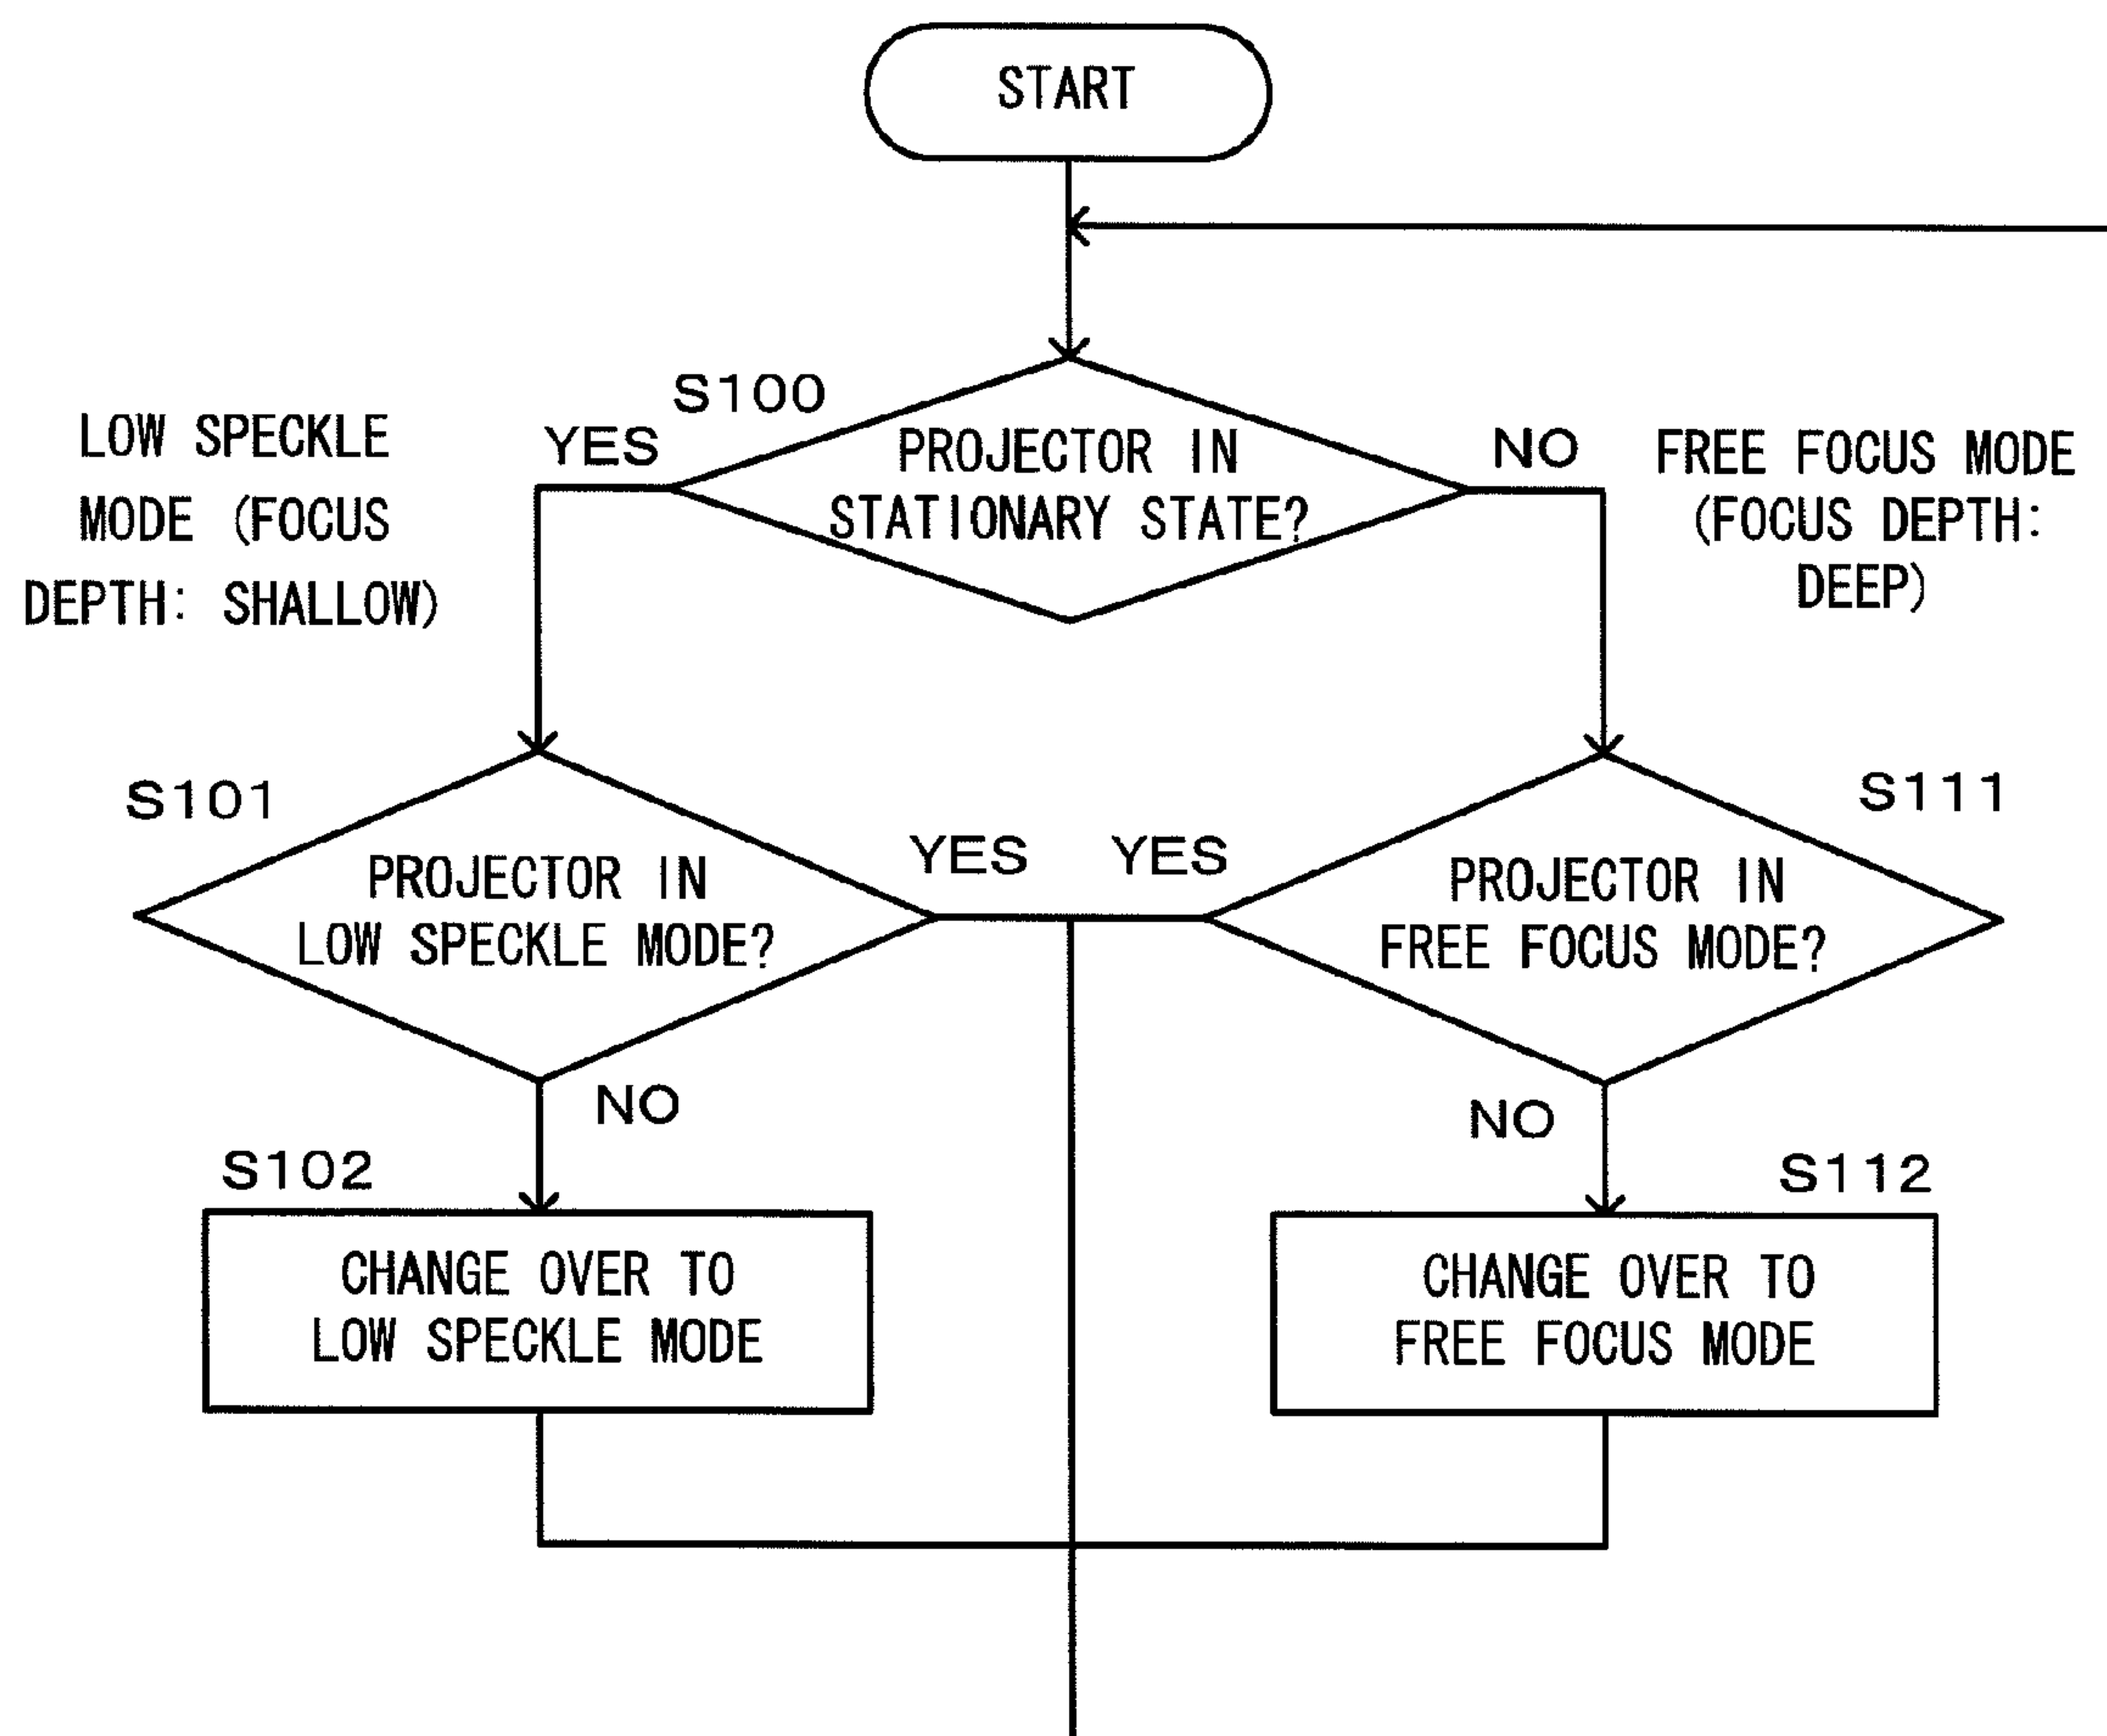 START
S100
YES
PROJECTOR IN
STATIONARY STATE?
NO
LOW SPECKLE
MODE (FOCUS
DEPTH: SHALLOW)
FREE FOCUS MODE
(FOCUS DEPTH:
DEEP)
S101
PROJECTOR IN
LOW SPECKLE MODE?
YES
YES
S111
PROJECTOR IN
FREE FOCUS MODE?
NO
NO
S102
CHANGE OVER TO
LOW SPECKLE MODE
S112
CHANGE OVER TO
FREE FOCUS MODE